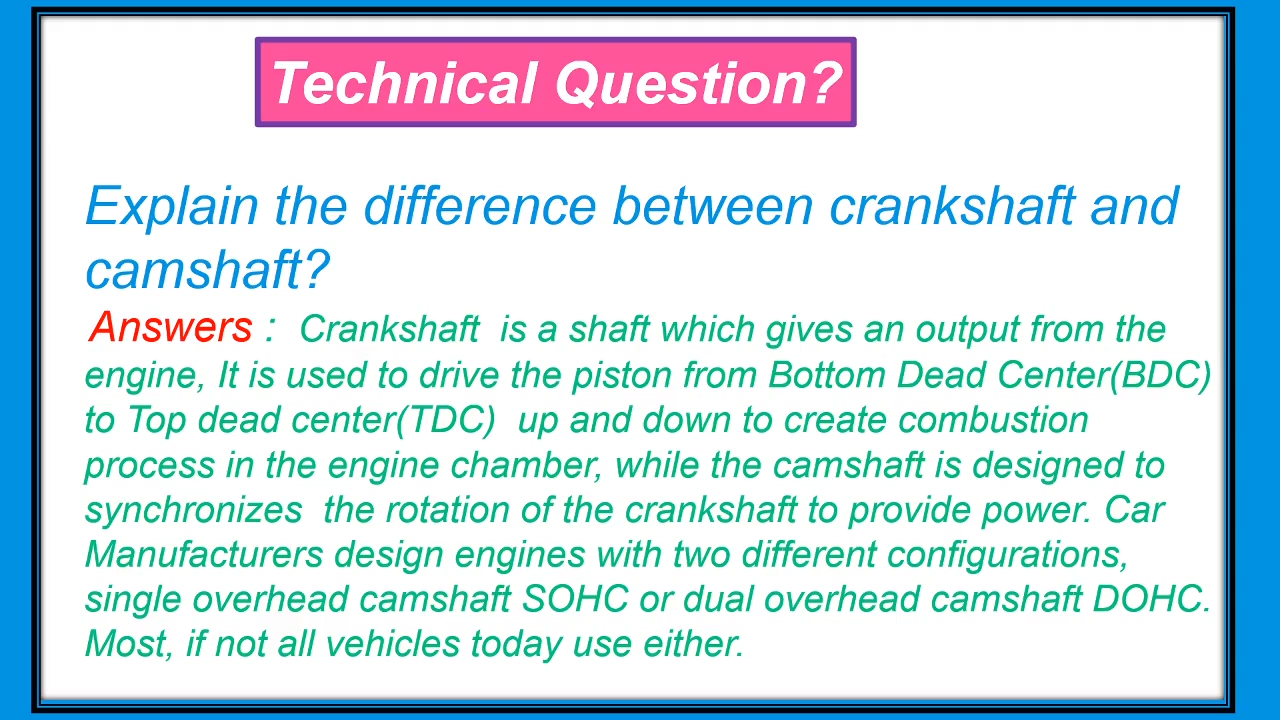 Technical Question?
Explain the difference between crankshaft and
camshaft?
Answers : Crankshaft is a shaft which gives an output from the
engine, It is used to drive the piston from Bottom Dead Center(BDC)
to Top dead center(TDC) up and down to create combustion
process in the engine chamber, while the camshaft is designed to
synchronizes the rotation of the crankshaft to provide power. Car
Manufacturers design engines with two different configurations,
single overhead camshaft SOHC or dual overhead camshaft DOHC.
Most, if not all vehicles today use either.